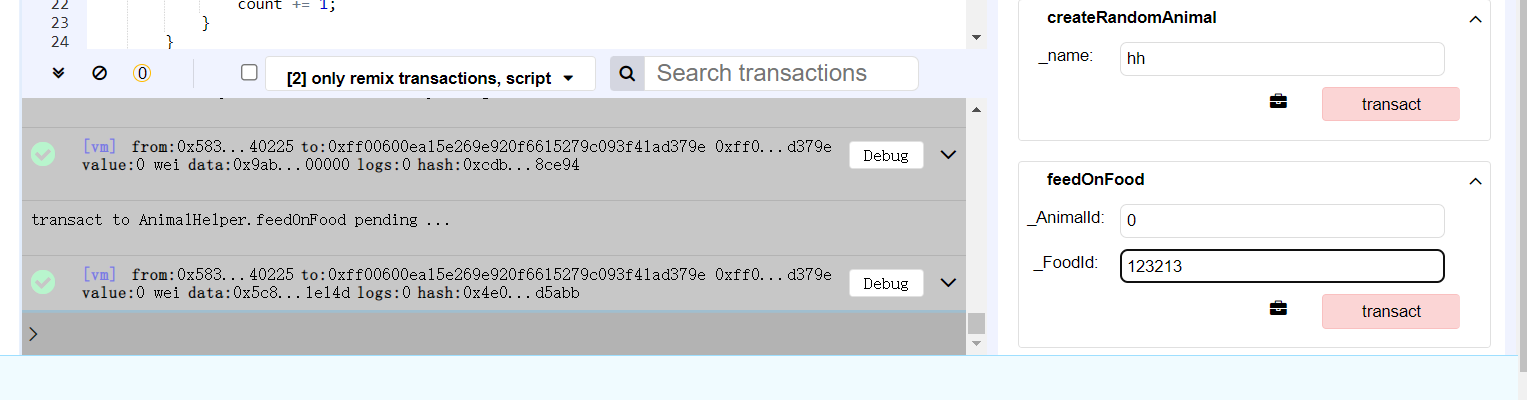 22 count += 1;
23 }
24 }
0
[2] only remix transactions, script
Search transactions
[vm] from:0x583...40225 to:0xff00600ea15e269e920f6615279c093f41ad379e 0xff0...d379e
value:0 wei data:0x9ab...00000 logs:0 hash:0xcdb...8ce94
Debug
transact to AnimalHelper.feedOnFood pending ...
[vm] from:0x583...40225 to:0xff00600ea15e269e920f6615279c093f41ad379e 0xff0...d379e
value:0 wei data:0x5c8...1e14d logs:0 hash:0x4e0...d5abb
Debug
>
createRandomAnimal
_name: hh
transact
feedOnFood
_AnimalId: 0
_FoodId: 123213
transact